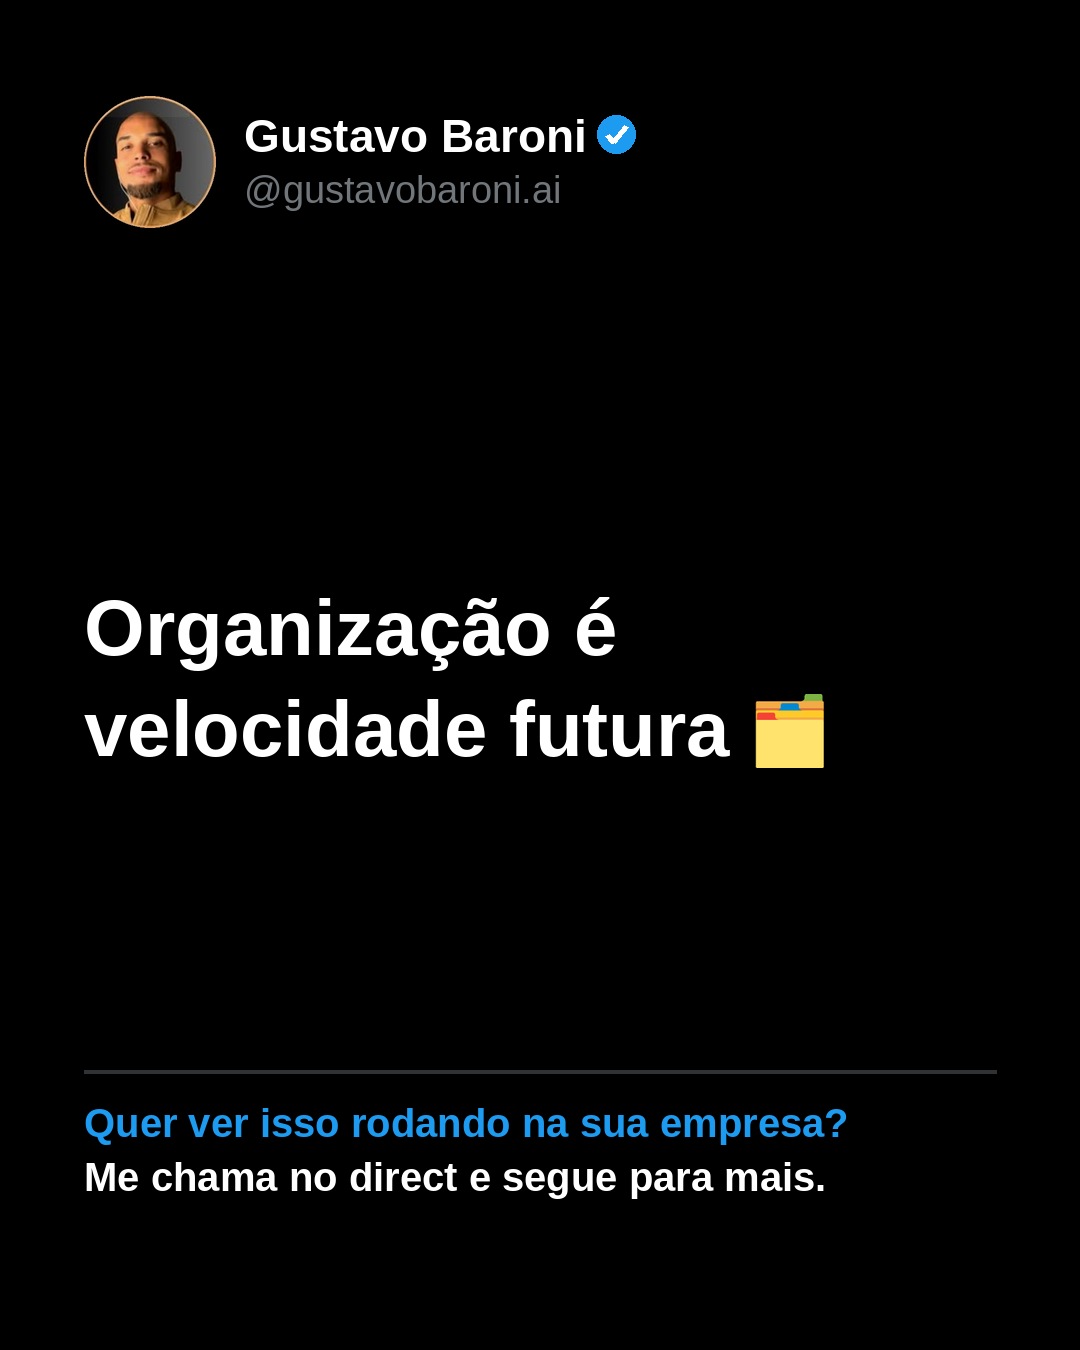 Gustavo Baroni
@gustavobaroni.ai
Organização é
velocidade futura 🗂️
Quer ver isso rodando na sua empresa?
Me chama no direct e segue para mais.